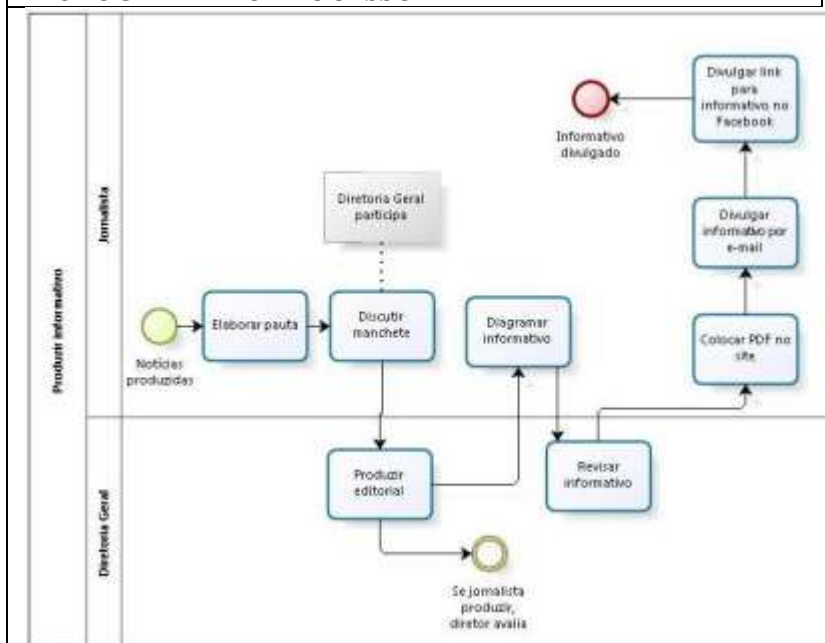 Produzir informativo
Jornalista
Diretoria Geral
Notícias
produzidas
Elaborar pauta
Diretoria Geral
participa
Discutir
manchete
Produzir
editorial
Se jornalista
produzir,
diretor avalia
Diagramar
informativo
Revisar
informativo
Colocar PDF no
site
Divulgar
informativo por
e-mail
Divulgar link
para
informativo no
Facebook
Informativo
divulgado